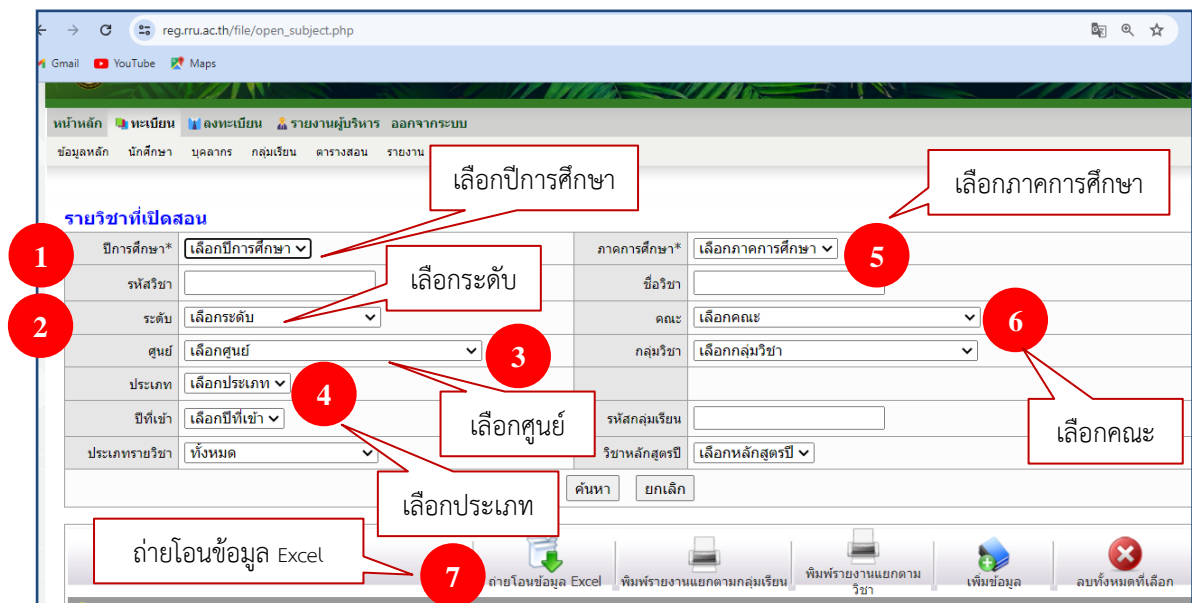 reg.rru.ac.th/file/open_subject.php
Gmail YouTube Maps
หน้าหลัก ทะเบียน ลงทะเบียน รายงานผู้บริหาร ออกจากระบบ
ข้อมูลหลัก นักศึกษา บุคลากร กลุ่มเรียน ตารางสอน รายงาน
เลือกปีการศึกษา
เลือกภาคการศึกษา
รายวิชาที่เปิดสอน
1 ปีการศึกษา* เลือกปีการศึกษา ภาคการศึกษา* เลือกภาคการศึกษา 5
รหัสวิชา เลือกระดับ ชื่อวิชา
2 ระดับ เลือกระดับ คณะ เลือกคณะ 6
ศูนย์ เลือกศูนย์ 3 กลุ่มวิชา เลือกกลุ่มวิชา
ประเภท เลือกประเภท 4
ปีที่เข้า เลือกปีที่เข้า เลือกศูนย์ รหัสกลุ่มเรียน เลือกคณะ
ประเภทรายวิชา ทั้งหมด วิชาหลักสูตรปี เลือกหลักสูตรปี
ค้นหา ยกเลิก
เลือกประเภท
ถ่ายโอนข้อมูล Excel
7 ถ่ายโอนข้อมูล Excel พิมพ์รายงานแยกตามกลุ่มเรียน พิมพ์รายงานแยกตาม เพิ่มข้อมูล ลบทั้งหมดที่เลือก
วิชา